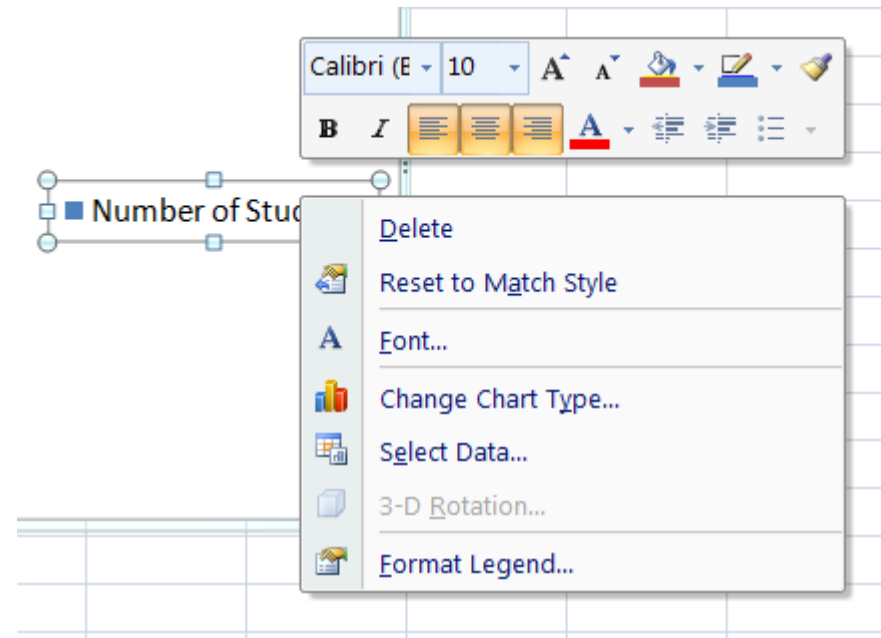 Calibri (E 10 A A
B I A
Number of Stud
Delete
Reset to Match Style
A Font...
Change Chart Type...
Select Data...
3-D Rotation...
Format Legend...